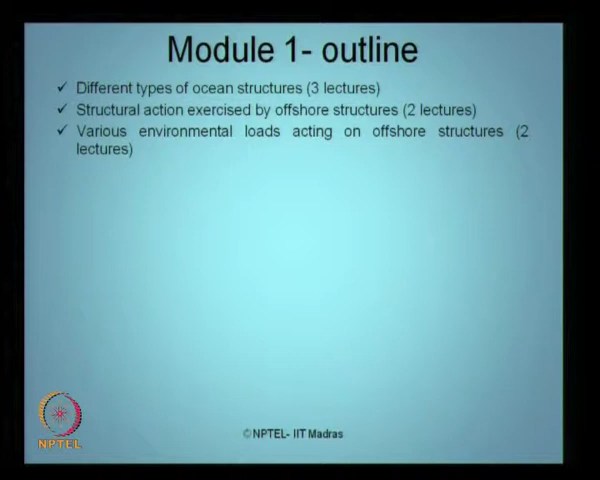 Module 1- outline
✓ Different types of ocean structures (3 lectures)
✓ Structural action exercised by offshore structures (2 lectures)
✓ Various environmental loads acting on offshore structures (2
lectures)
NPTEL
©NPTEL- IIT Madras